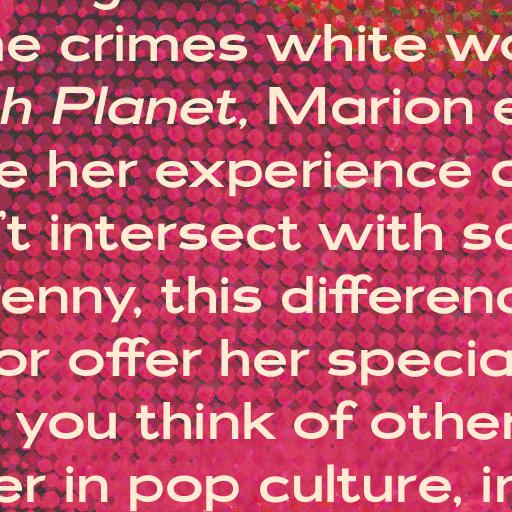 ne crimes white wo
h Planet, Marion e
e her experience o
't intersect with so
enny, this differenc
or offer her specia
you think of other
er in pop culture, in